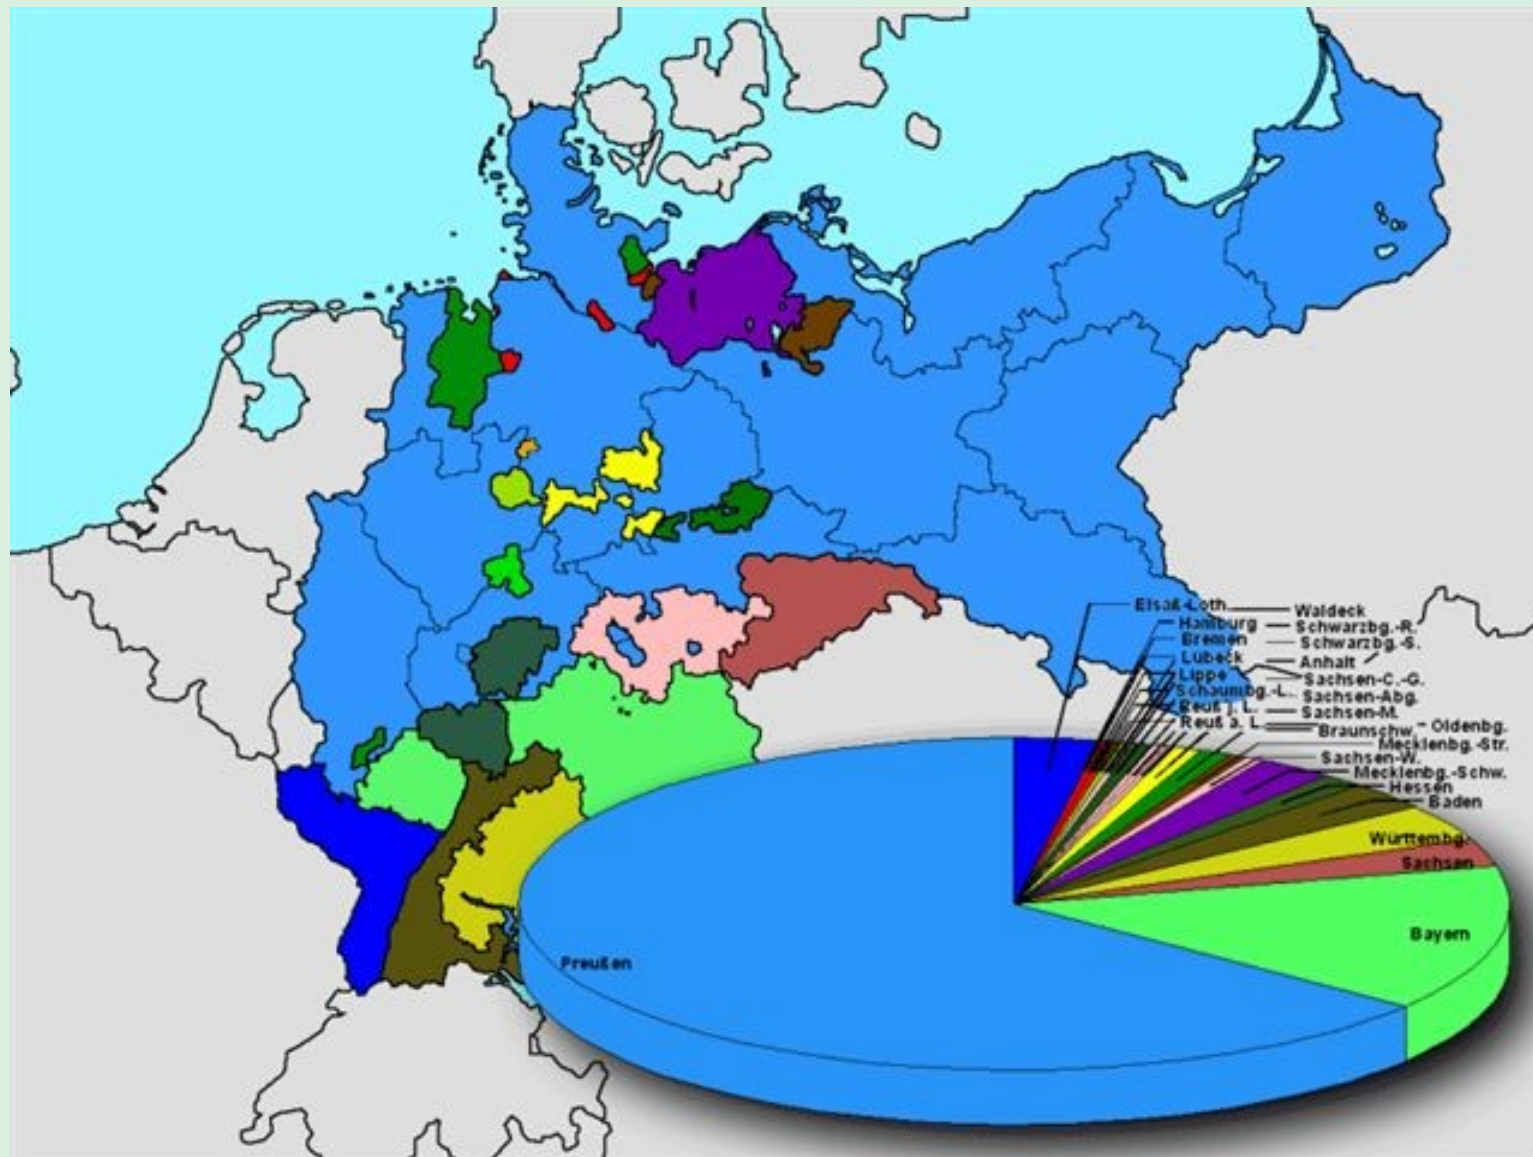 Elsaß-Loth.
Waldeck
Hamburg
Schwarzbg.-R.
Bremen
Schwarzbg.-S.
Lübeck
Anhalt
Lippe
Sachsen-C.-G.
Schaumbg.-L.
Sachsen-Abg.
Reuß j. L.
Sachsen-M.
Reuß a. L.
Oldenbg.
Braunschw.
Mecklenbg.-Str.
Sachsen-W.
Mecklenbg.-Schw.
Hessen
Baden
Württembg.
Sachsen
Bayern
Preußen